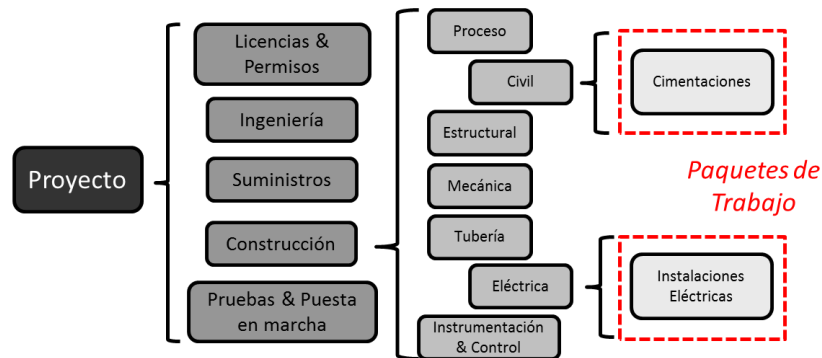 Proyecto
Licencias &
Permisos
Ingeniería
Suministros
Construcción
Pruebas & Puesta
en marcha
Proceso
Civil
Estructural
Mecánica
Tubería
Eléctrica
Instrumentación
& Control
Cimentaciones
Paquetes de
Trabajo
Instalaciones
Eléctricas